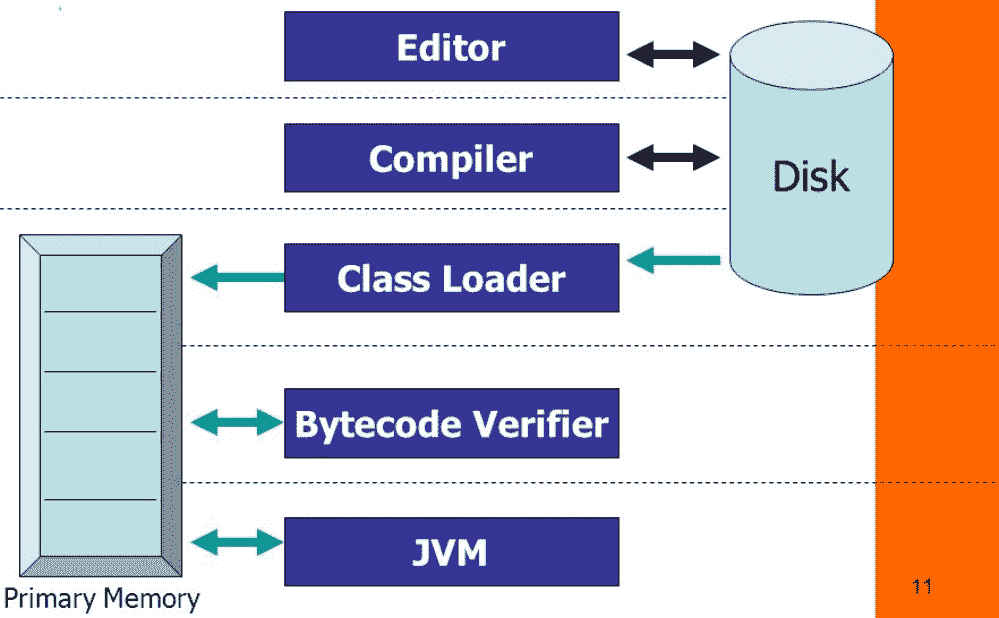 Editor
Compiler
Disk
Class Loader
Bytecode Verifier
JVM
Primary Memory
11